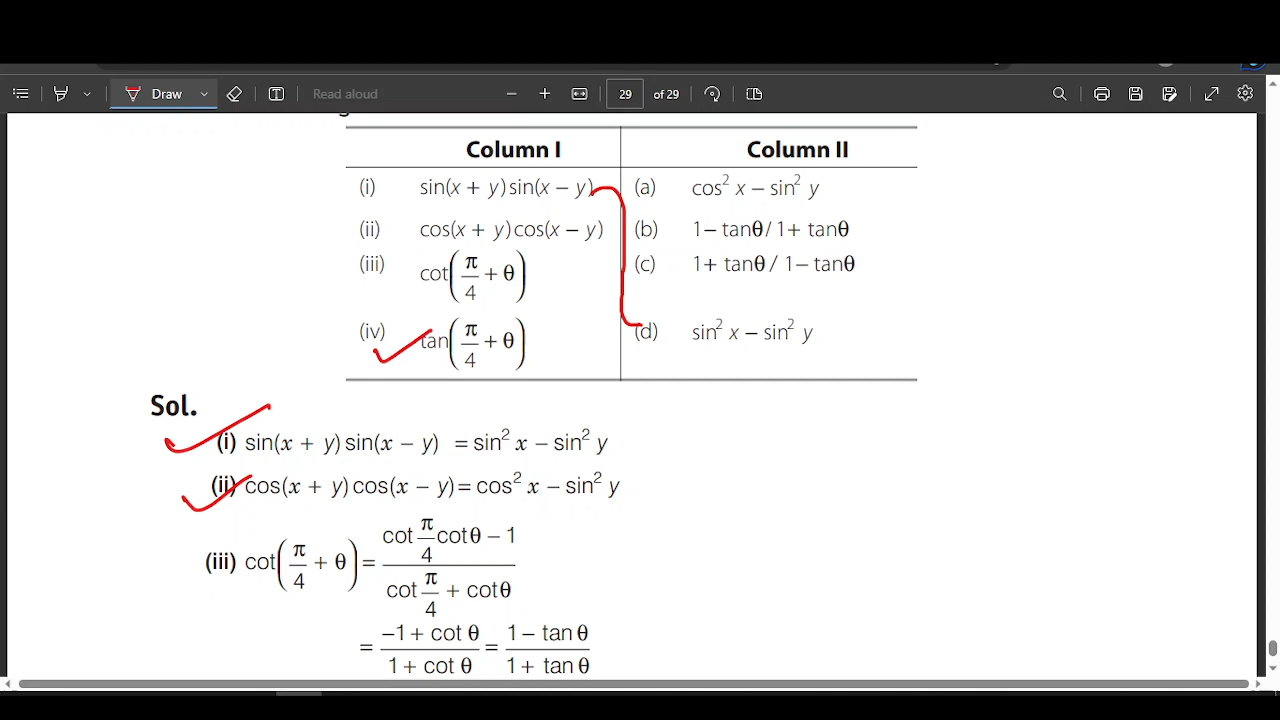 Draw
Read aloud
29 of 29
Column I Column II
(i) sin(x + y)sin(x − y) (a) cos² x − sin² y
(ii) cos(x + y)cos(x − y) (b) 1− tanθ/ 1+ tanθ
(iii) cot(π/4 + θ) (c) 1+ tanθ / 1− tanθ
(iv) tan(π/4 + θ) (d) sin² x − sin² y
Sol.
(i) sin(x + y)sin(x − y) = sin² x − sin² y
(ii) cos(x + y)cos(x − y)= cos² x − sin² y
(iii) cot(π/4 + θ) = (cot π/4 cotθ − 1)/(cot π/4 + cotθ)
= (−1 + cot θ)/(1 + cot θ) = (1 − tan θ)/(1 + tan θ)